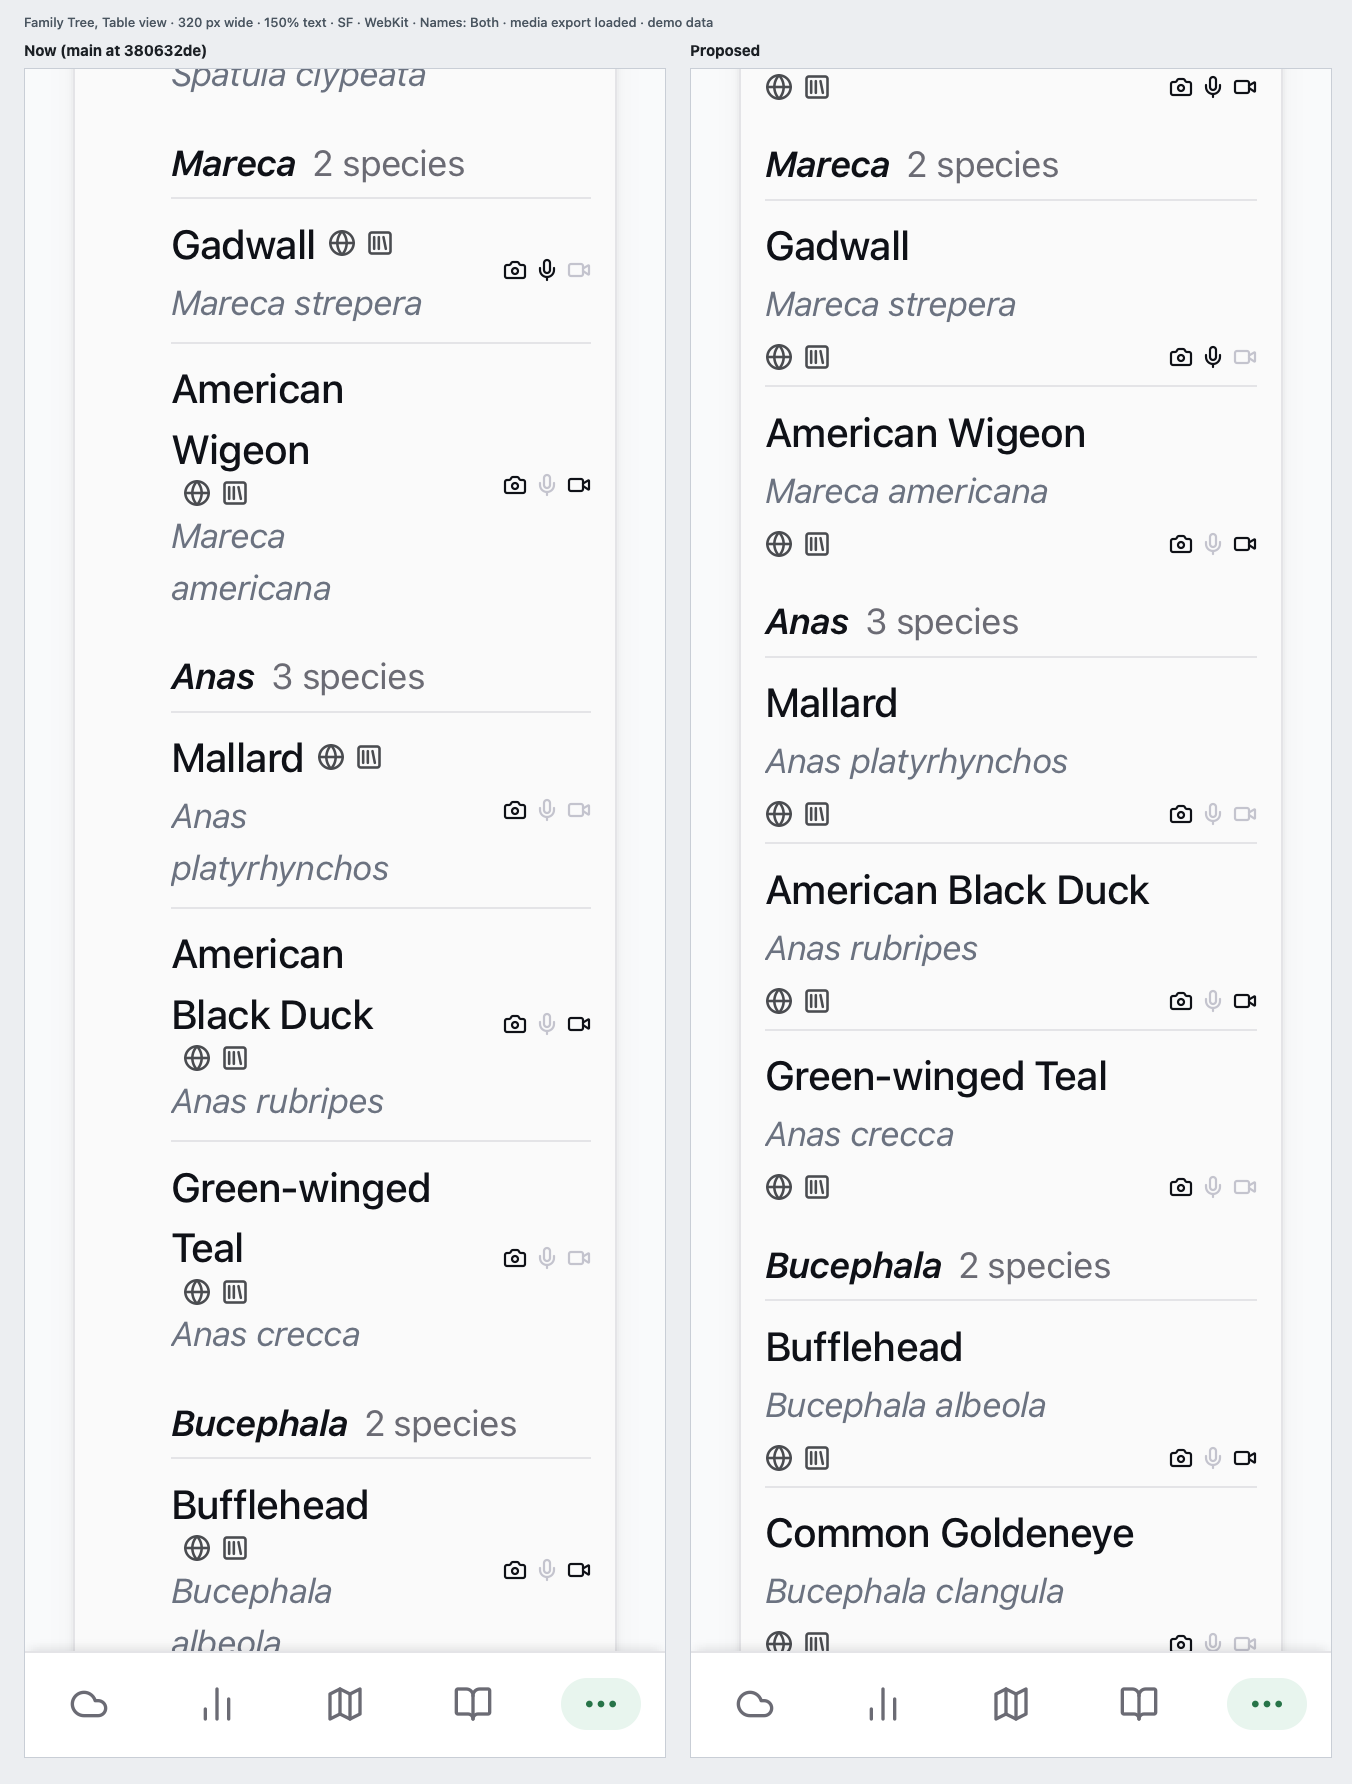 Family Tree, Table view · 320 px wide · 150% text · SF · WebKit · Names: Both · media export loaded · demo data
Now (main at 380632de)
Spatula clypeata
Mareca 2 species
Gadwall
Mareca strepera
American
Wigeon
Mareca
americana
Anas 3 species
Mallard
Anas
platyrhynchos
American
Black Duck
Anas rubripes
Green-winged
Teal
Anas crecca
Bucephala 2 species
Bufflehead
Bucephala
albeola
Proposed
Mareca 2 species
Gadwall
Mareca strepera
American Wigeon
Mareca americana
Anas 3 species
Mallard
Anas platyrhynchos
American Black Duck
Anas rubripes
Green-winged Teal
Anas crecca
Bucephala 2 species
Bufflehead
Bucephala albeola
Common Goldeneye
Bucephala clangula